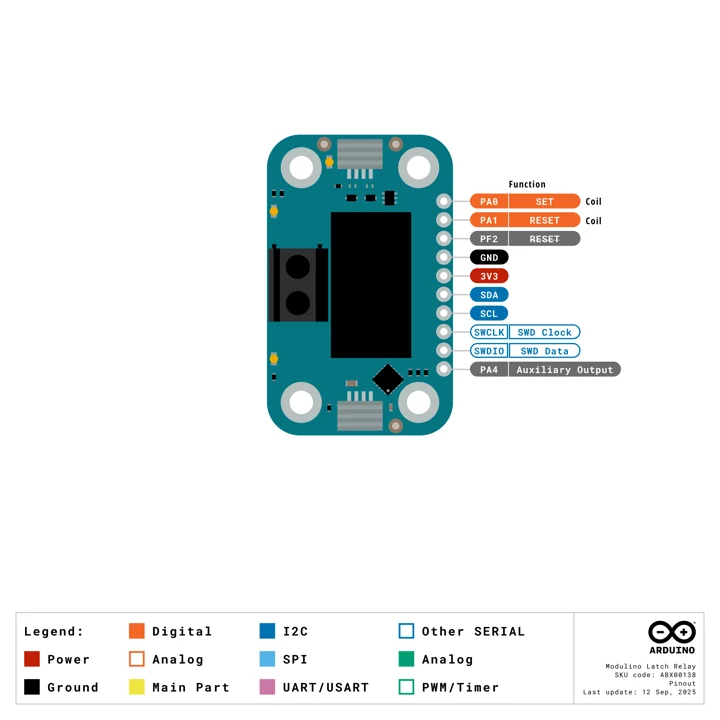 Function
PA0 SET Coil
PA1 RESET Coil
PF2 RESET
GND
3V3
SDA
SCL
SWCLK SWD Clock
SWDIO SWD Data
PA4 Auxiliary Output
Legend:
Digital
I2C
Other SERIAL
Power
Analog
SPI
Analog
Ground
Main Part
UART/USART
PWM/Timer
ARDUINO
Modulino Latch Relay
SKU code: ABX00138
Pinout
Last update: 12 Sep, 2025